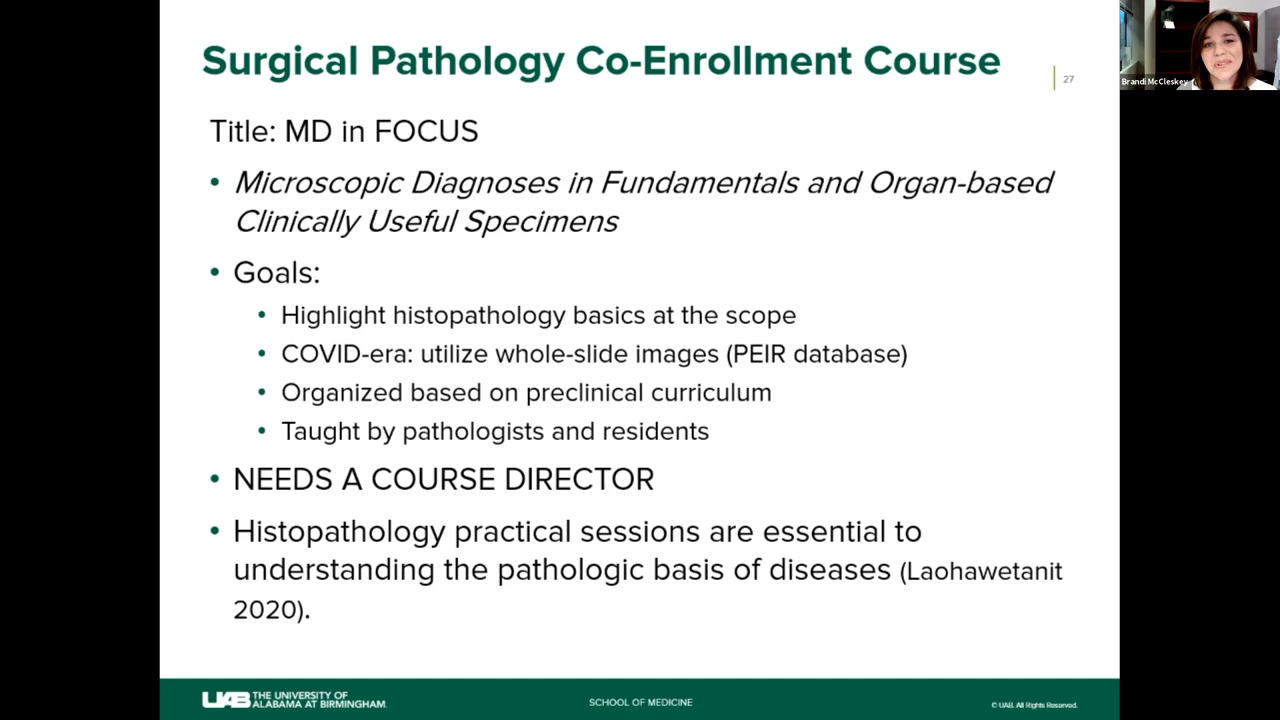 Surgical Pathology Co-Enrollment Course
27
Brandi McCleskey
Title: MD in FOCUS
• Microscopic Diagnoses in Fundamentals and Organ-based
Clinically Useful Specimens
• Goals:
• Highlight histopathology basics at the scope
• COVID-era: utilize whole-slide images (PEIR database)
• Organized based on preclinical curriculum
• Taught by pathologists and residents
• NEEDS A COURSE DIRECTOR
• Histopathology practical sessions are essential to
understanding the pathologic basis of diseases (Laohawetanit
2020).
UAB THE UNIVERSITY OF
ALABAMA AT BIRMINGHAM.
SCHOOL OF MEDICINE
© UAB. All Rights Reserved.